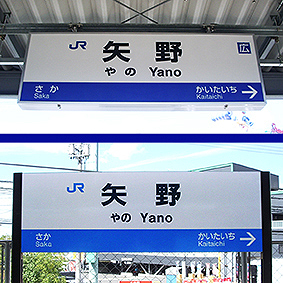 JR 矢野 広
やの Yano
さか かいたいち
Saka Kaitaichi →
JR 矢野
やの Yano
さか かいたいち
Saka Kaitaichi →